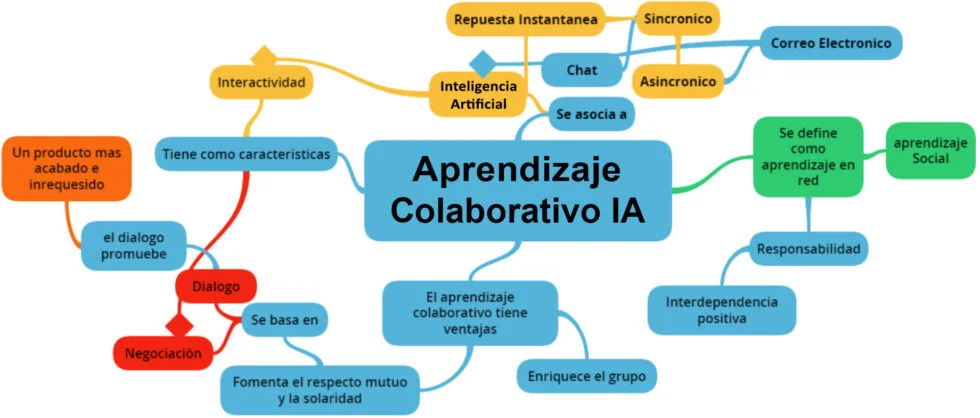 Repuesta Instantanea
Sincronico
Correo Electronico
Chat
Asincronico
Interactividad
Inteligencia
Artificial
Se asocia a
Un producto mas
acabado e
inrequesido
Tiene como caracteristicas
Aprendizaje
Colaborativo IA
Se define
como
aprendizaje en
red
aprendizaje
Social
el dialogo
promuebe
Responsabilidad
Dialogo
El aprendizaje
colaborativo tiene
ventajas
Interdependencia
positiva
Se basa en
Negociaciòn
Fomenta el respecto mutuo
y la solaridad
Enriquece el grupo